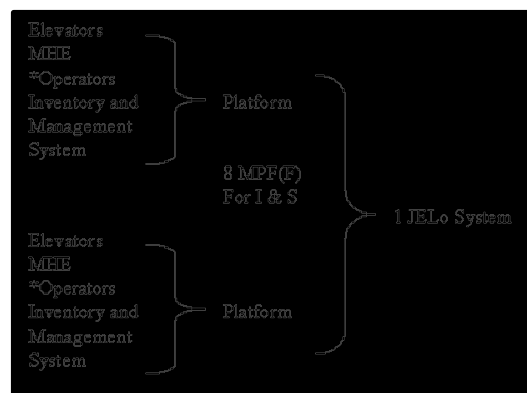 Elevators
MHE
*Operators
Inventory and
Management
System
Platform
8 MPF(F)
For I & S
1 JELo System
Elevators
MHE
*Operators
Inventory and
Management
System
Platform